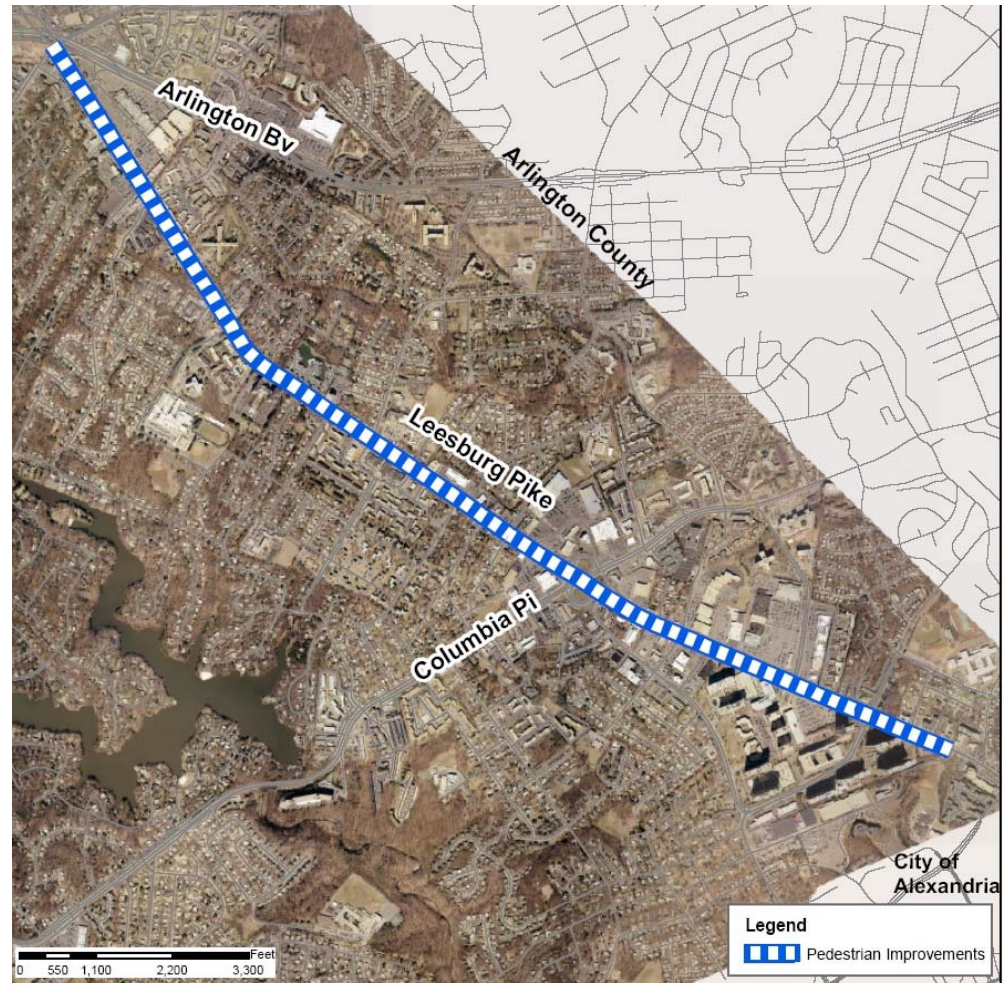 Arlington Bv
Arlington County
Leesburg Pike
Columbia Pi
City of
Alexandria
Legend
Pedestrian Improvements
Feet
0 550 1,100 2,200 3,300